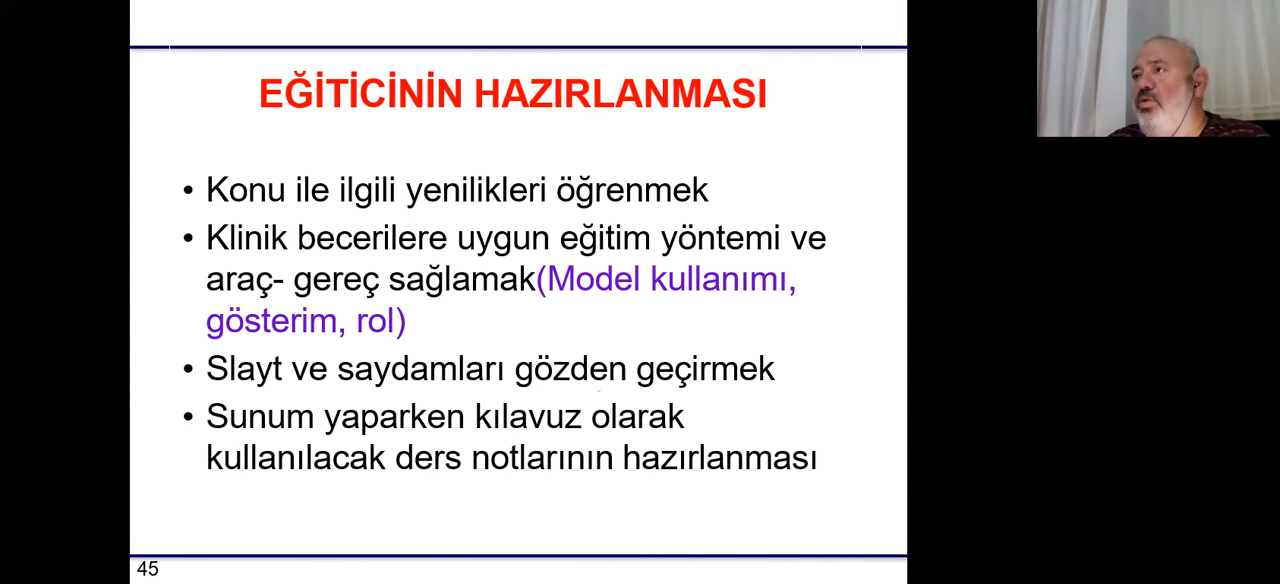 EĞİTİCİNİN HAZIRLANMASI
• Konu ile ilgili yenilikleri öğrenmek
• Klinik becerilere uygun eğitim yöntemi ve
araç- gereç sağlamak(Model kullanımı,
gösterim, rol)
• Slayt ve saydamları gözden geçirmek
• Sunum yaparken kılavuz olarak
kullanılacak ders notlarının hazırlanması
45